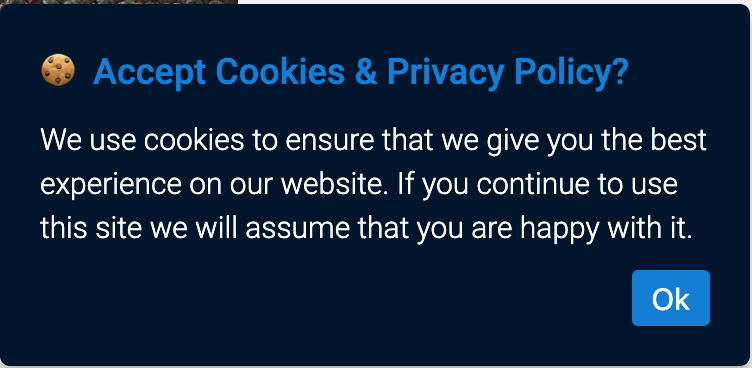 🍪 Accept Cookies & Privacy Policy?
We use cookies to ensure that we give you the best
experience on our website. If you continue to use
this site we will assume that you are happy with it.
Ok